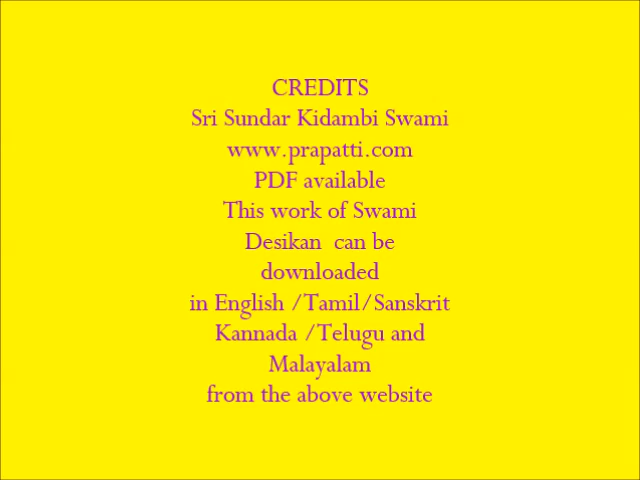 CREDITS
Sri Sundar Kidambi Swami
www.prapatti.com
PDF available
This work of Swami
Desikan  can be
downloaded
in English /Tamil/Sanskrit
Kannada /Telugu and
Malayalam
from the above website